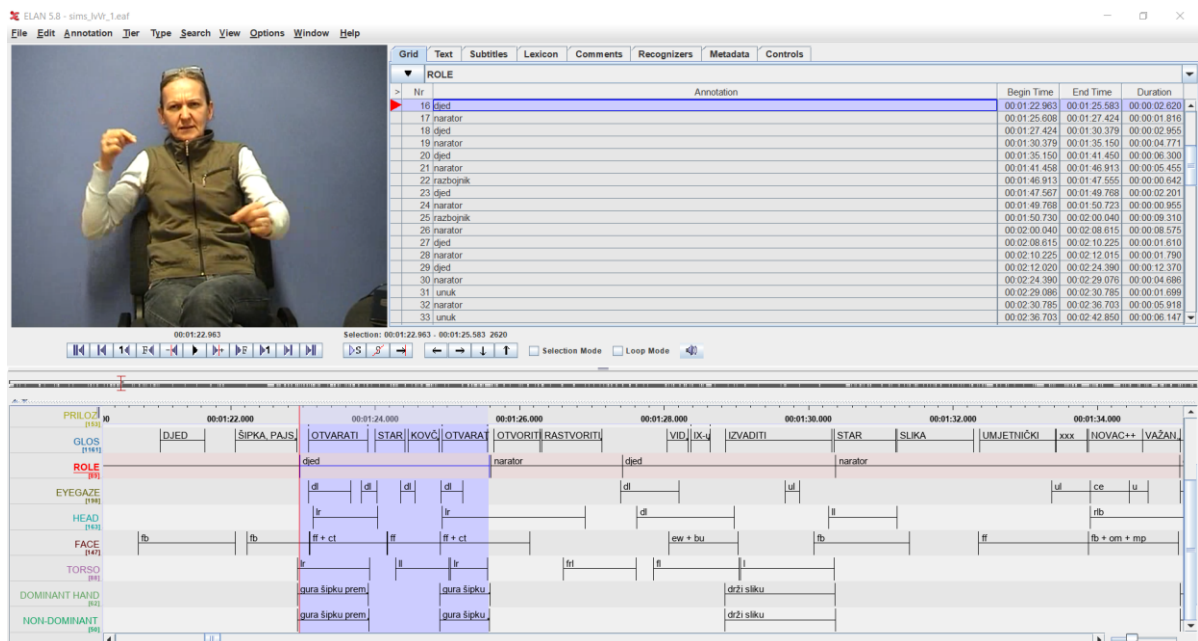 ELAN 5.8 - sims_IvVr_1.eaf
File Edit Annotation Tier Type Search View Options Window Help
Grid Text Subtitles Lexicon Comments Recognizers Metadata Controls
ROLE
> Nr Annotation Begin Time End Time Duration
16 djed 00:01:22.963 00:01:25.583 00:00:02.620
17 narator 00:01:25.608 00:01:27.424 00:00:01.816
18 djed 00:01:27.424 00:01:30.379 00:00:02.955
19 narator 00:01:30.379 00:01:35.150 00:00:04.771
20 djed 00:01:35.150 00:01:41.450 00:00:06.300
21 narator 00:01:41.458 00:01:46.913 00:00:05.455
22 razbojnik 00:01:46.913 00:01:47.555 00:00:00.642
23 djed 00:01:47.567 00:01:49.768 00:00:02.201
24 narator 00:01:49.768 00:01:50.723 00:00:00.955
25 razbojnik 00:01:50.730 00:02:00.040 00:00:09.310
26 narator 00:02:00.040 00:02:08.615 00:00:08.575
27 djed 00:02:08.615 00:02:10.225 00:00:01.610
28 narator 00:02:10.225 00:02:12.015 00:00:01.790
29 djed 00:02:12.020 00:02:24.390 00:00:12.370
30 narator 00:02:24.390 00:02:29.076 00:00:04.686
31 unuk 00:02:29.086 00:02:30.785 00:00:01.699
32 narator 00:02:30.785 00:02:36.703 00:00:05.918
33 unuk 00:02:36.703 00:02:42.850 00:00:06.147
00:01:22.963 Selection: 00:01:22.963 - 00:01:25.583 2620
Selection Mode Loop Mode
00:01:22.000 00:01:24.000 00:01:26.000 00:01:28.000 00:01:30.000 00:01:32.000 00:01:34.000
PRILOZI
[153]
GLOS DJED ŠIPKA, PAJS, OTVARATI STAR KOVČ OTVARAT OTVORIT RASTVORITI VID, IX-u IZVADITI STAR SLIKA UMJETNIČKI xxx NOVAC++ VAŽAN
[1161]
ROLE djed narator djed narator
EYEGAZE dl dl dl dl dl ul ul ce u
HEAD lr lr dl ll rlb
FACE fb fb ff + ct ff ff + ct ew + bu fb ff fb + om + mp
[147]
TORSO lr ll lr frl fl l
DOMINANT HAND gura šipku prem gura šipku drži sliku
NON-DOMINANT gura šipku prem gura šipku drži sliku